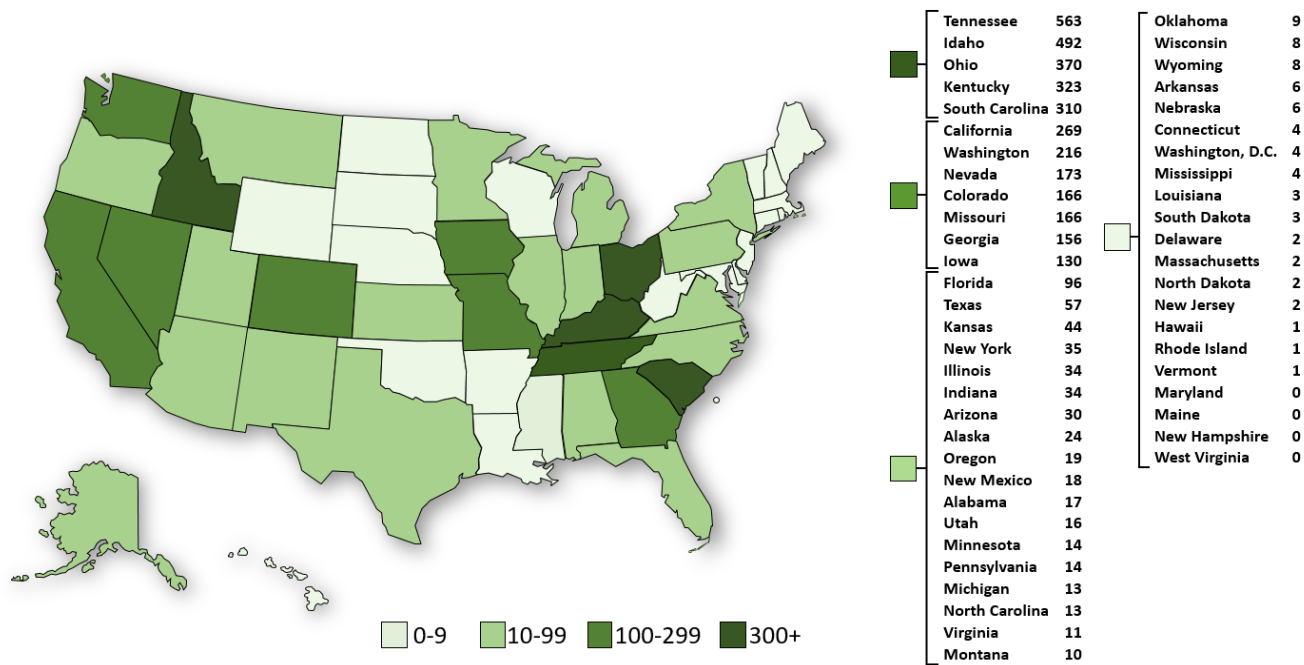 Tennessee 563
Idaho 492
Ohio 370
Kentucky 323
South Carolina 310
California 269
Washington 216
Nevada 173
Colorado 166
Missouri 166
Georgia 156
Iowa 130
Florida 96
Texas 57
Kansas 44
New York 35
Illinois 34
Indiana 34
Arizona 30
Alaska 24
Oregon 19
New Mexico 18
Alabama 17
Utah 16
Minnesota 14
Pennsylvania 14
Michigan 13
North Carolina 13
Virginia 11
Montana 10
Oklahoma 9
Wisconsin 8
Wyoming 8
Arkansas 6
Nebraska 6
Connecticut 4
Washington, D.C. 4
Mississippi 4
Louisiana 3
South Dakota 3
Delaware 2
Massachusetts 2
North Dakota 2
New Jersey 2
Hawaii 1
Rhode Island 1
Vermont 1
Maryland 0
Maine 0
New Hampshire 0
West Virginia 0
0-9 10-99 100-299 300+